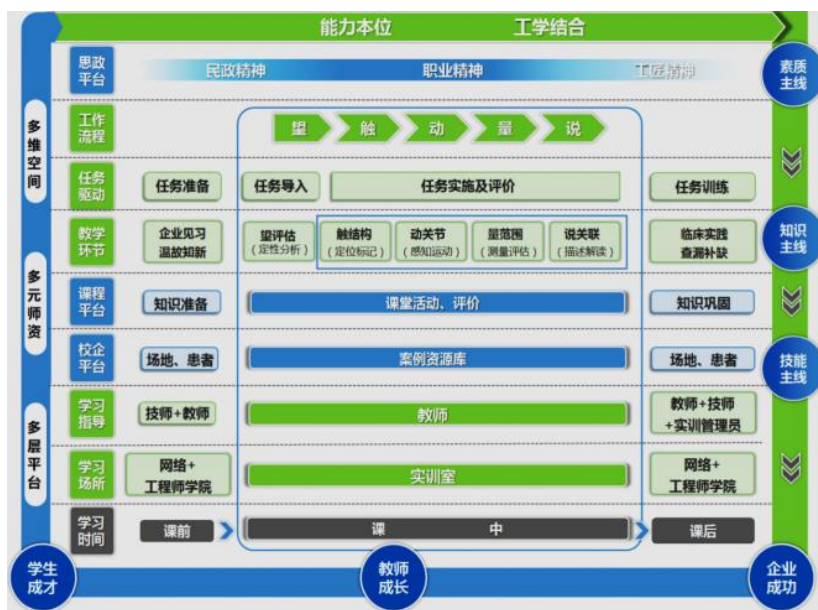 能力本位 工学结合
思政
平台
民政精神 职业精神 工匠精神
素质
主线
多维空间
工作
流程
望 触 动 量 说
任务
驱动
任务准备 任务导入 任务实施及评价 任务训练
教学
环节
企业见习
温故知新
望评估
(定性分析)
触结构
(定位标记)
动关节
(感知运动)
量范围
(测量评估)
说关联
(描述解读)
临床实践
查漏补缺
知识
主线
多元师资
课程
平台
知识准备 课堂活动、评价 知识巩固
校企
平台
场地、患者 案例资源库 场地、患者
技能
主线
多层平台
学习
指导
技师+教师 教师
教师+技师
+实训管理员
学习
场所
网络+
工程师学院
实训室
网络+
工程师学院
学习
时间
课前 课 中 课后
学生
成才
教师
成长
企业
成功